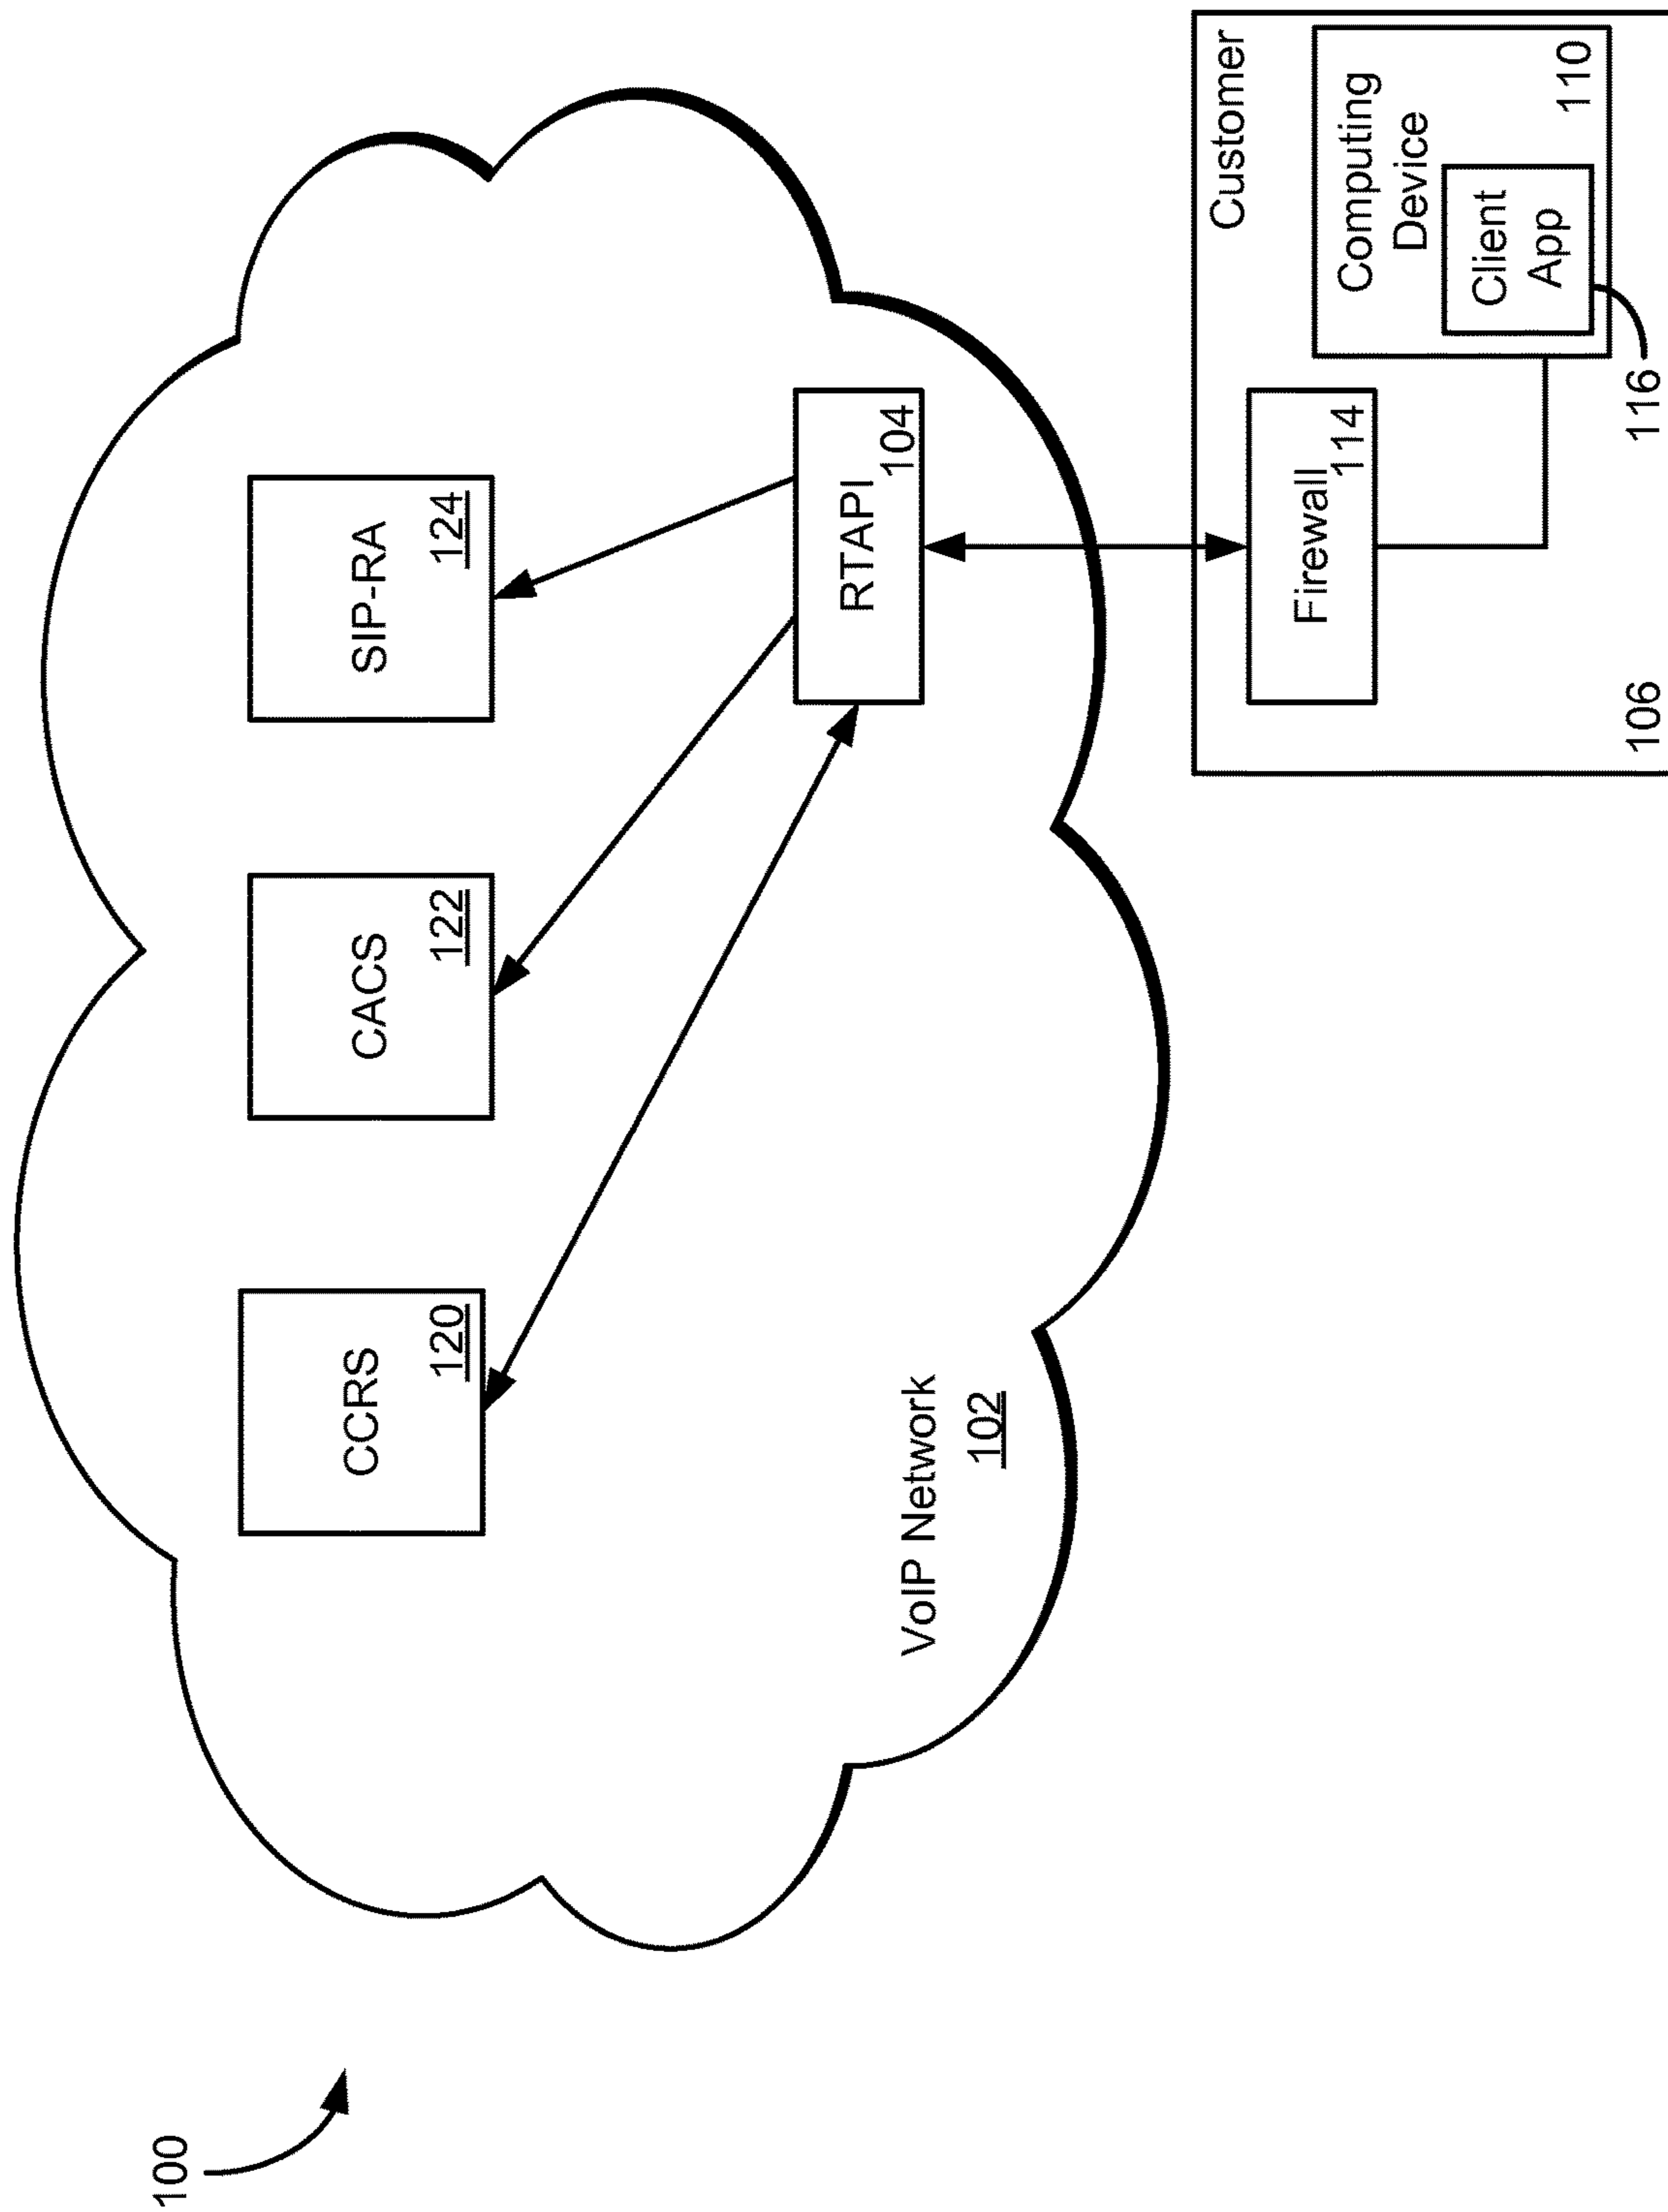 100
CCRS
120
CACS
122
SIP-RA
124
RTAPI
104
VoIP Network
102
Customer
106
Firewall
114
Computing
Device
110
Client
App
116